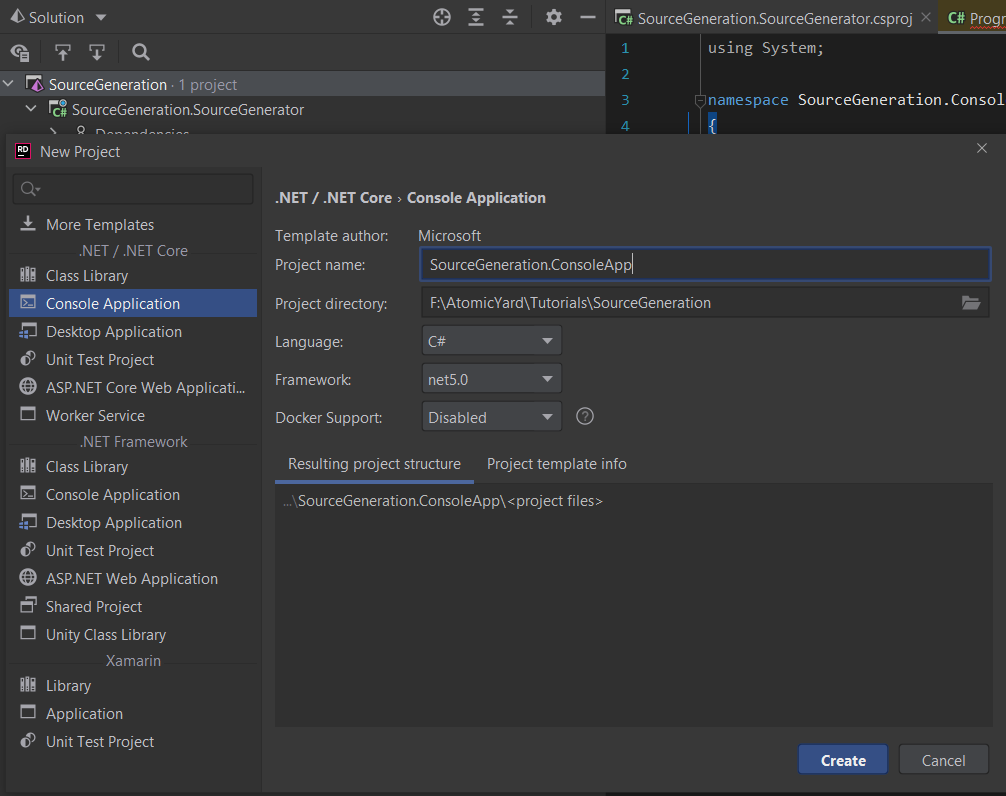 Solution
SourceGeneration.SourceGenerator.csproj
C# Progr
SourceGeneration · 1 project
SourceGeneration.SourceGenerator
Dependencies
1 using System;
2
3 namespace SourceGeneration.Consol
4 {
RD New Project
More Templates
.NET / .NET Core
Class Library
Console Application
Desktop Application
Unit Test Project
ASP.NET Core Web Applicati...
Worker Service
.NET Framework
Class Library
Console Application
Desktop Application
Unit Test Project
ASP.NET Web Application
Shared Project
Unity Class Library
Xamarin
Library
Application
Unit Test Project
.NET / .NET Core › Console Application
Template author: Microsoft
Project name: SourceGeneration.ConsoleApp
Project directory: F:\AtomicYard\Tutorials\SourceGeneration
Language: C#
Framework: net5.0
Docker Support: Disabled ?
Resulting project structure Project template info
...\SourceGeneration.ConsoleApp\<project files>
Create Cancel